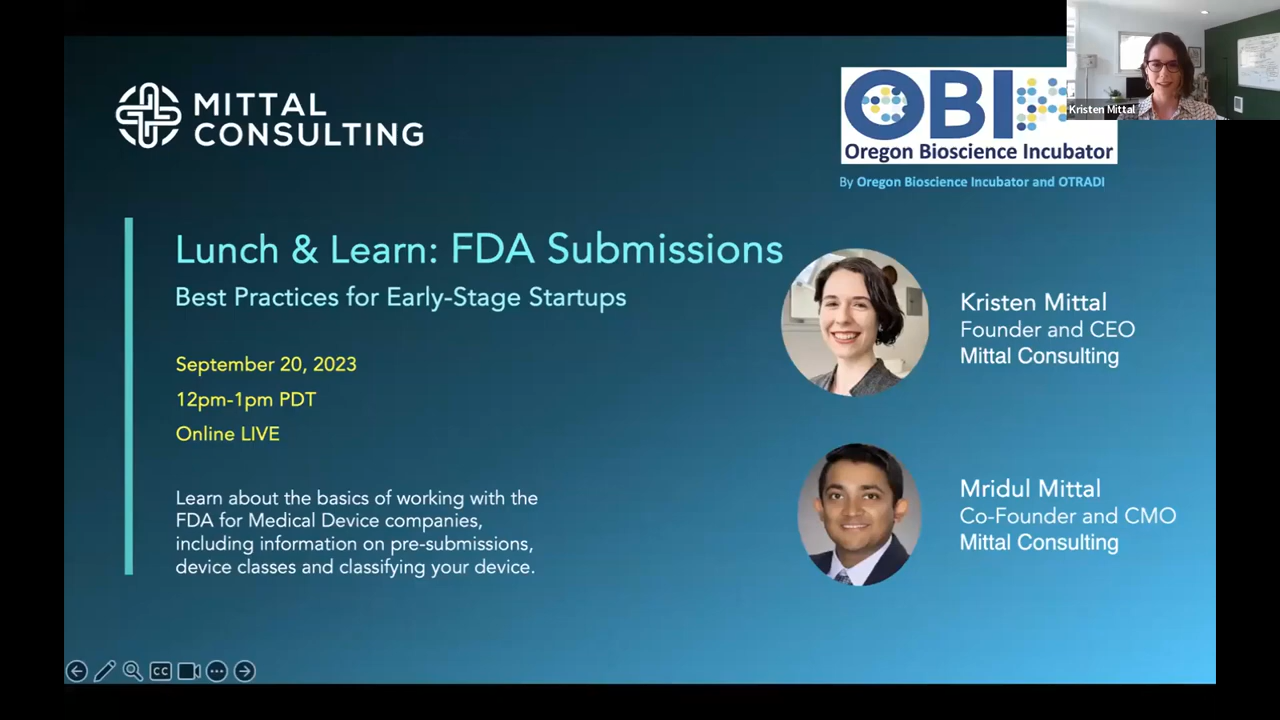 MITTAL
CONSULTING
OBI
Oregon Bioscience Incubator
By Oregon Bioscience Incubator and OTRADI
Kristen Mittal
Lunch & Learn: FDA Submissions
Best Practices for Early-Stage Startups
September 20, 2023
12pm-1pm PDT
Online LIVE
Learn about the basics of working with the
FDA for Medical Device companies,
including information on pre-submissions,
device classes and classifying your device.
Kristen Mittal
Founder and CEO
Mittal Consulting
Mridul Mittal
Co-Founder and CMO
Mittal Consulting
CC